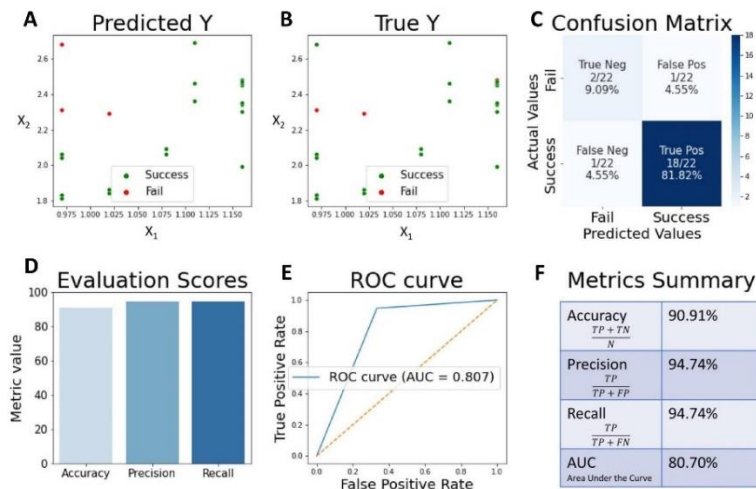 A Predicted Y
2.6
2.4
X2
2.2
2.0
1.8
Success
Fail
0.975 1.000 1.025 1.050 1.075 1.100 1.125 1.150
X1
B True Y
2.6
2.4
X2
2.2
2.0
1.8
Success
Fail
0.975 1.000 1.025 1.050 1.075 1.100 1.125 1.150
X1
C Confusion Matrix
Actual Values
Fail
Success
True Neg
2/22
9.09%
False Pos
1/22
4.55%
False Neg
1/22
4.55%
True Pos
18/22
81.82%
Fail Success
Predicted Values
18
16
14
12
10
8
6
4
2
D Evaluation Scores
Metric value
100
80
60
40
20
0
Accuracy Precision Recall
E ROC curve
True Positive Rate
1.0
0.8
0.6
0.4
0.2
0.0
ROC curve (AUC = 0.807)
0.0 0.2 0.4 0.6 0.8 1.0
False Positive Rate
F Metrics Summary
Accuracy 90.91%
TP + TN
N
Precision 94.74%
TP
TP + FP
Recall 94.74%
TP
TP + FN
AUC 80.70%
Area Under the Curve